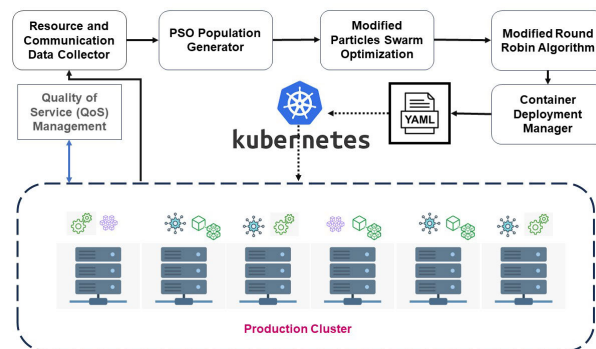 Resource and
Communication
Data Collector
PSO Population
Generator
Modified
Particles Swarm
Optimization
Modified Round
Robin Algorithm
Quality of
Service (QoS)
Management
kubernetes
YAML
Container
Deployment
Manager
Production Cluster